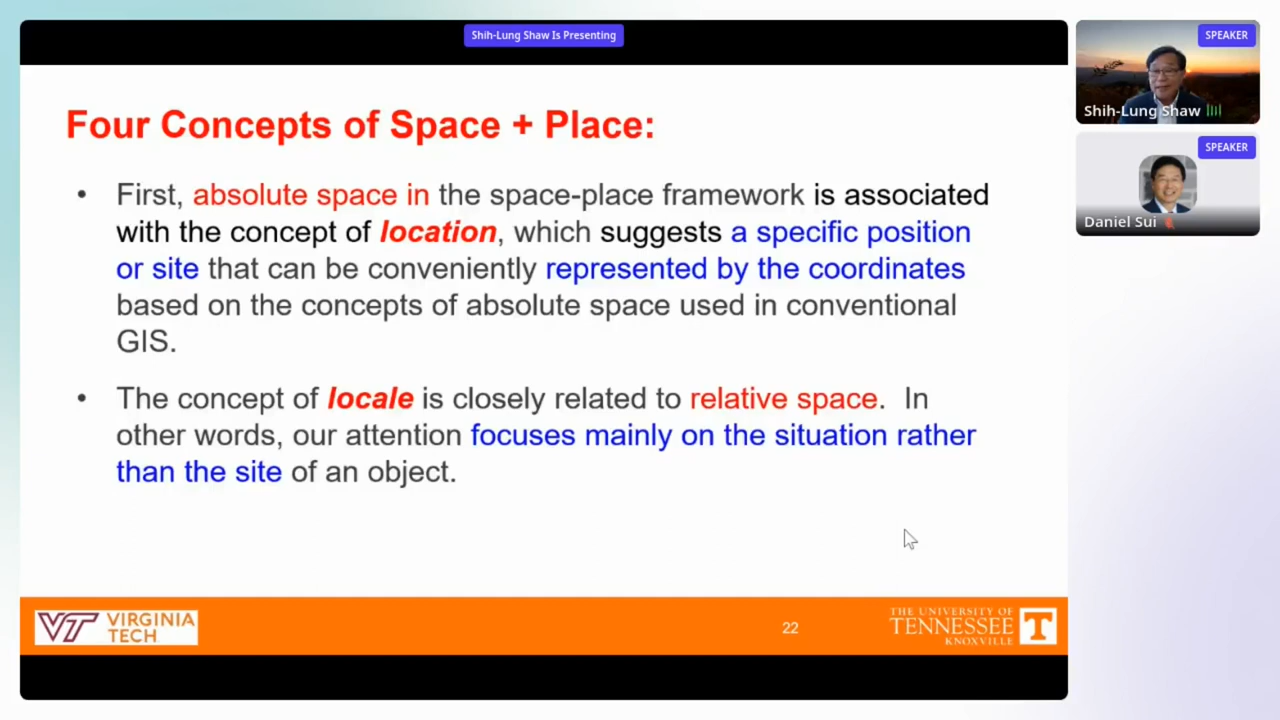 Shih-Lung Shaw Is Presenting
Four Concepts of Space + Place:
• First, absolute space in the space-place framework is associated
with the concept of location, which suggests a specific position
or site that can be conveniently represented by the coordinates
based on the concepts of absolute space used in conventional
GIS.
• The concept of locale is closely related to relative space. In
other words, our attention focuses mainly on the situation rather
than the site of an object.
VT VIRGINIA
TECH
22
THE UNIVERSITY OF
TENNESSEE
KNOXVILLE
T
SPEAKER
Shih-Lung Shaw
SPEAKER
Daniel Sui